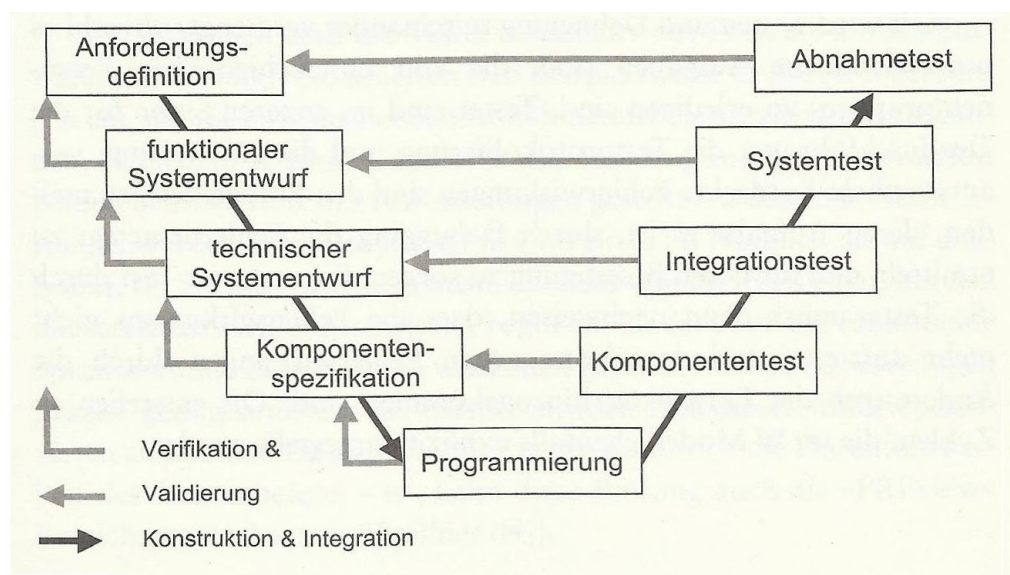 Anforderungs-
definition
Abnahmetest
funktionaler
Systementwurf
Systemtest
technischer
Systementwurf
Integrationstest
Komponenten-
spezifikation
Komponententest
Programmierung
Verifikation &
Validierung
Konstruktion & Integration